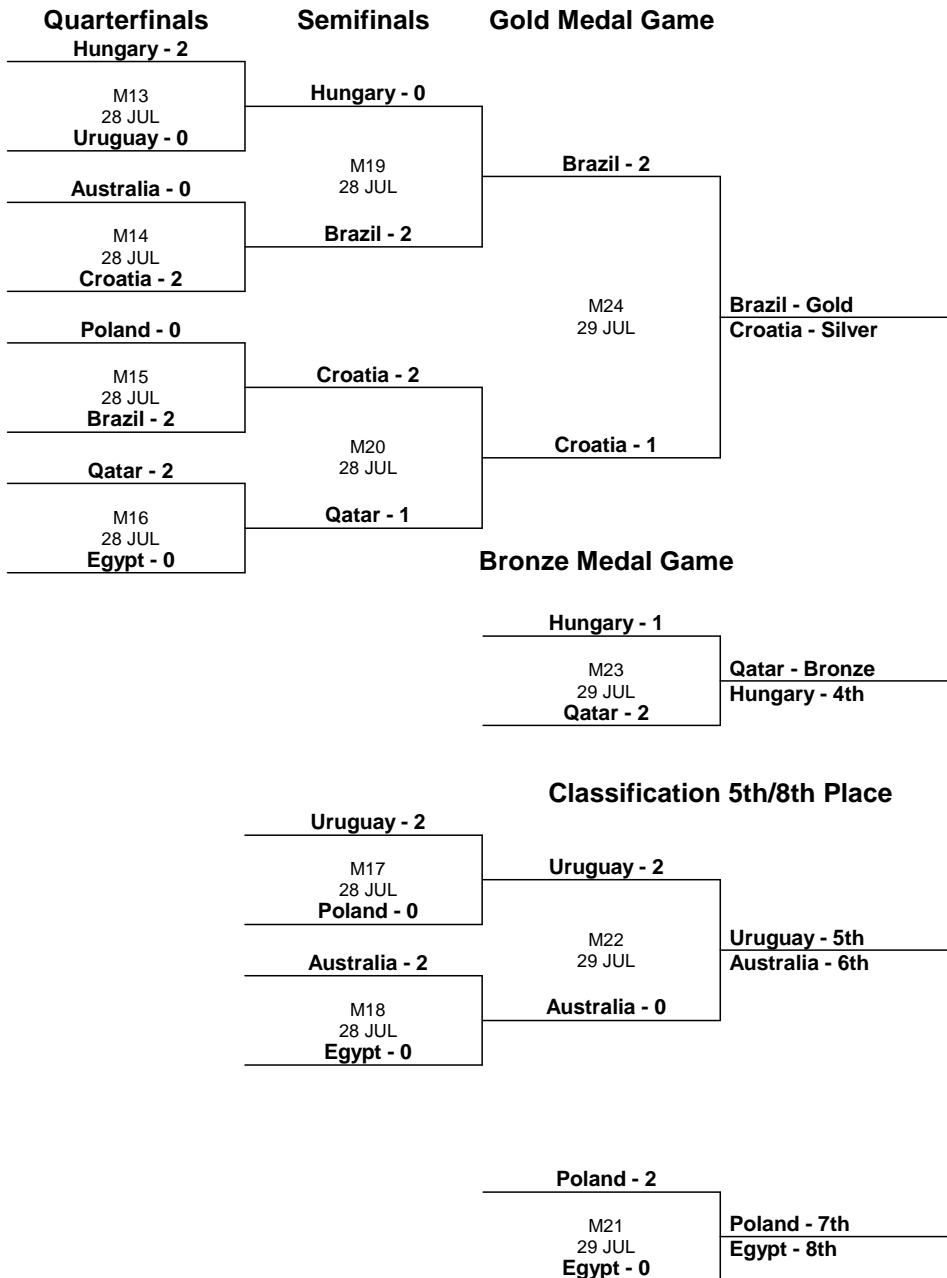 Quarterfinals Semifinals Gold Medal Game
Hungary - 2
M13
28 JUL
Uruguay - 0
Australia - 0
M14
28 JUL
Croatia - 2
Poland - 0
M15
28 JUL
Brazil - 2
Qatar - 2
M16
28 JUL
Egypt - 0
Hungary - 0
M19
28 JUL
Brazil - 2
Croatia - 2
M20
28 JUL
Qatar - 1
Brazil - 2
M24
29 JUL
Croatia - 1
Brazil - Gold
Croatia - Silver
Bronze Medal Game
Hungary - 1
M23
29 JUL
Qatar - 2
Qatar - Bronze
Hungary - 4th
Classification 5th/8th Place
Uruguay - 2
M17
28 JUL
Poland - 0
Australia - 2
M18
28 JUL
Egypt - 0
Uruguay - 2
M22
29 JUL
Australia - 0
Uruguay - 5th
Australia - 6th
Poland - 2
M21
29 JUL
Egypt - 0
Poland - 7th
Egypt - 8th